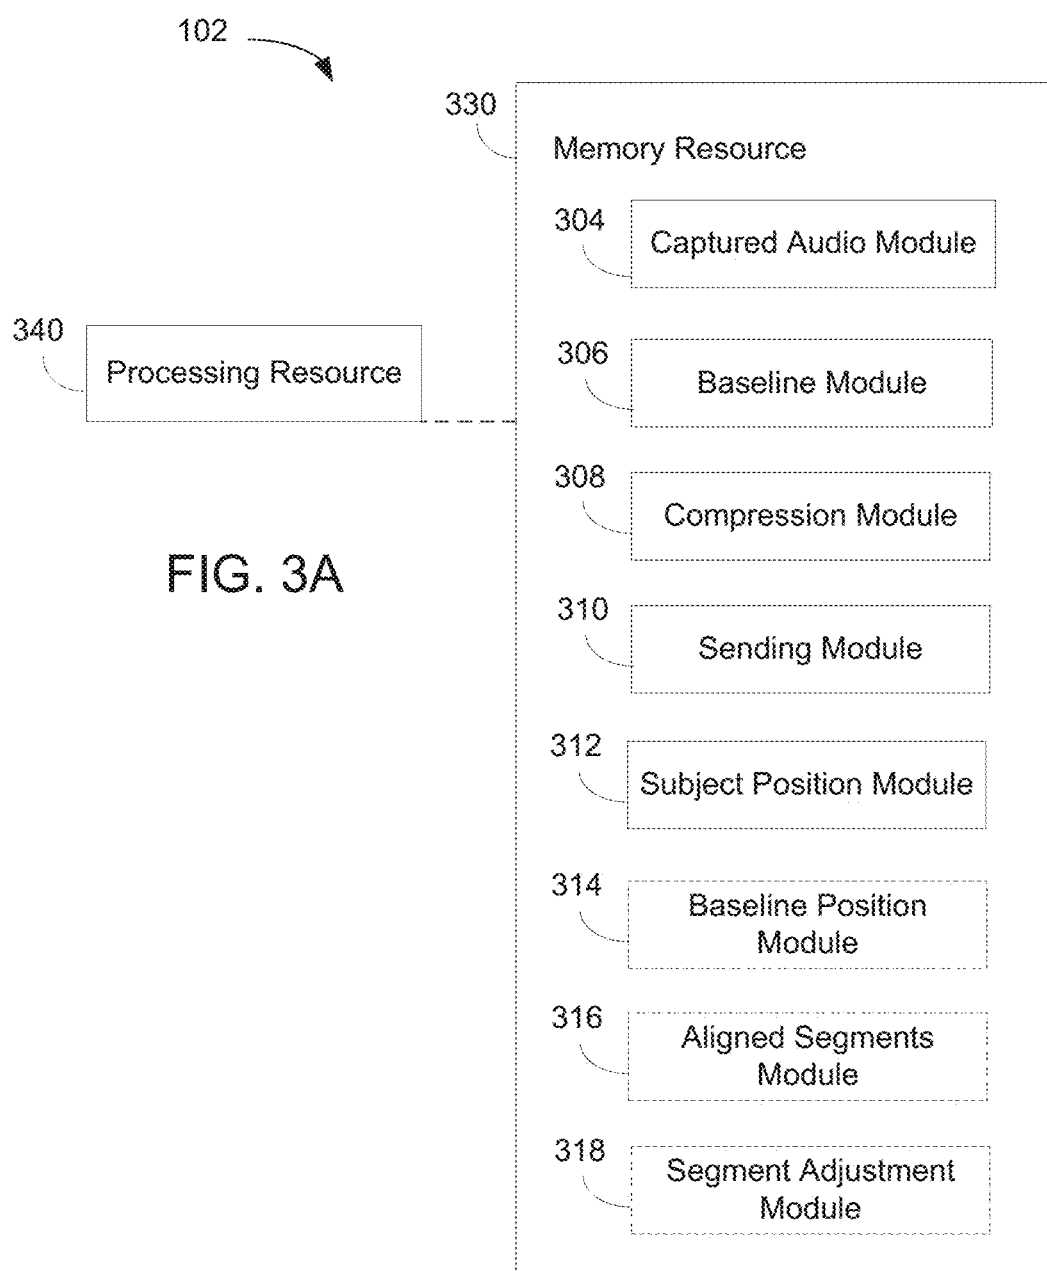 102
330
Memory Resource
304
Captured Audio Module
340
Processing Resource
306
Baseline Module
308
Compression Module
FIG. 3A
310
Sending Module
312
Subject Position Module
314
Baseline Position
Module
316
Aligned Segments
Module
318
Segment Adjustment
Module